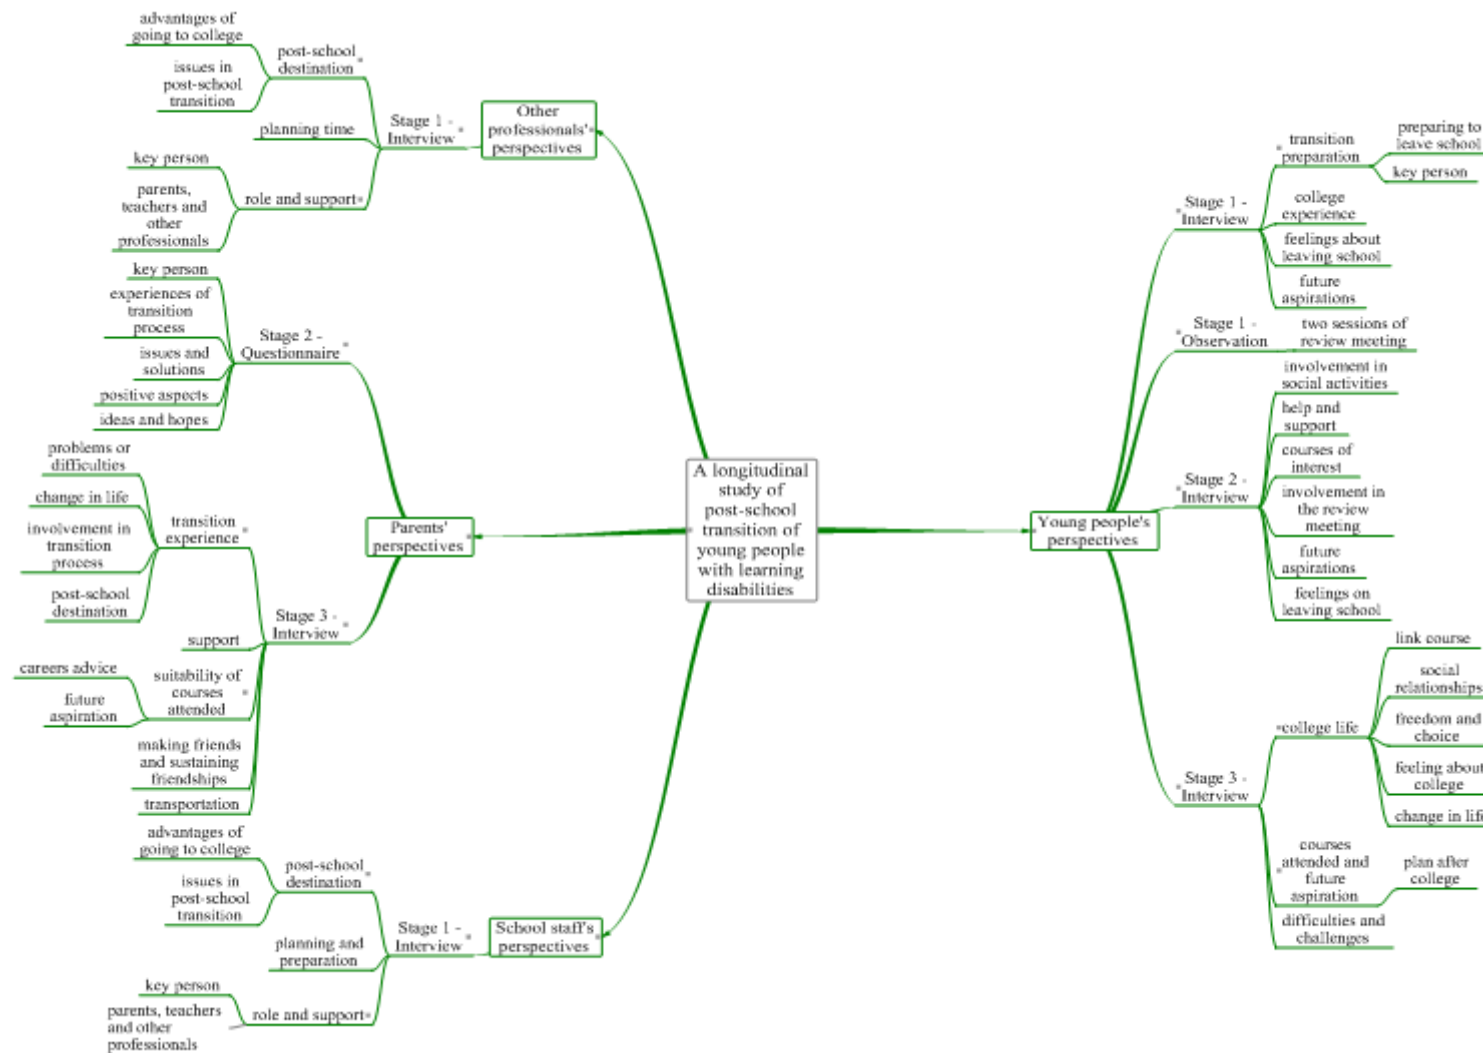 advantages of
going to college
issues in
post-school
transition
post-school
destination
planning time
key person
parents,
teachers and
other
professionals
role and support
Stage 1 -
Interview
Other
professionals'
perspectives
key person
experiences of
transition
process
issues and
solutions
positive aspects
ideas and hopes
Stage 2 -
Questionnaire
problems or
difficulties
change in life
involvement in
transition
process
post-school
destination
transition
experience
support
careers advice
future
aspiration
suitability of
courses
attended
making friends
and sustaining
friendships
transportation
Stage 3 -
Interview
Parents'
perspectives
advantages of
going to college
issues in
post-school
transition
post-school
destination
planning and
preparation
key person
parents, teachers
and other
professionals
role and support
Stage 1 -
Interview
School staff's
perspectives
A longitudinal
study of
post-school
transition of
young people
with learning
disabilities
Young people's
perspectives
Stage 1 -
Interview
transition
preparation
preparing to
leave school
key person
college
experience
feelings about
leaving school
future
aspirations
Stage 1 -
Observation
two sessions of
review meeting
Stage 2 -
Interview
involvement in
social activities
help and
support
courses of
interest
involvement in
the review
meeting
future
aspirations
feelings on
leaving school
Stage 3 -
Interview
college life
link course
social
relationships
freedom and
choice
feeling about
college
change in life
courses
attended and
future
aspiration
plan after
college
difficulties and
challenges